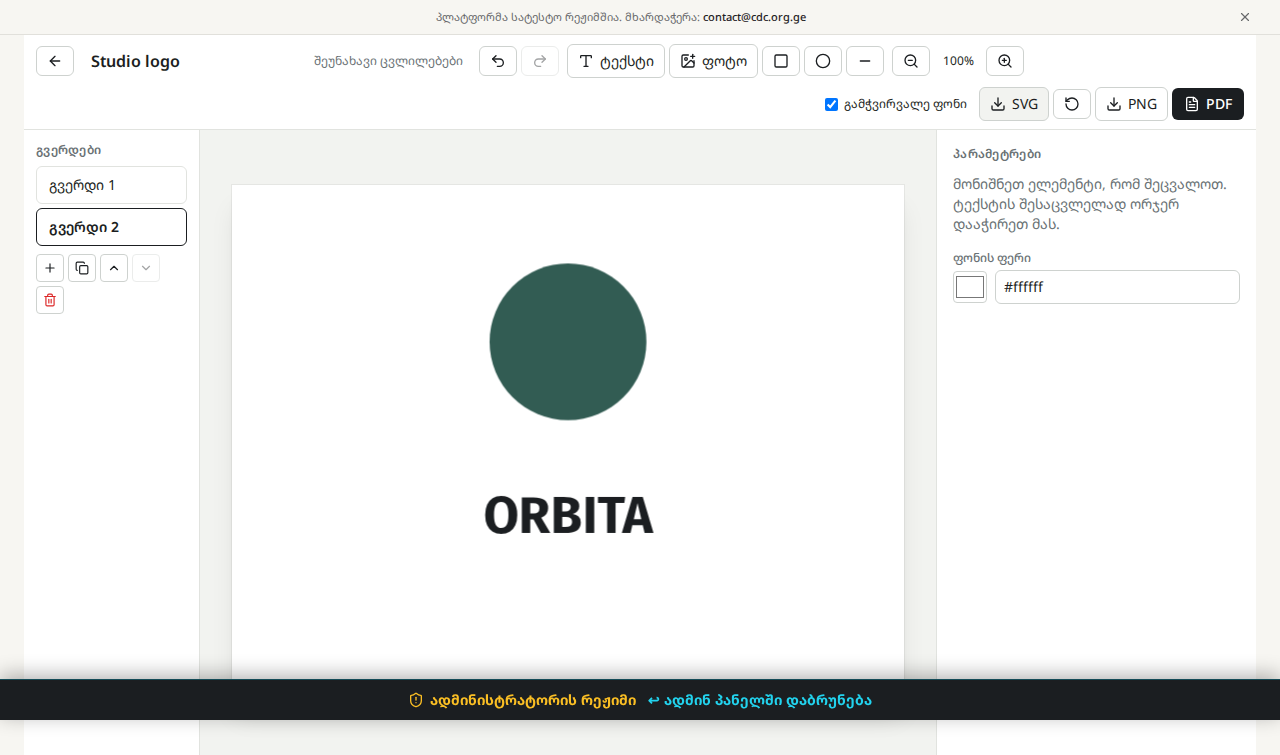 პლატფორმა სატესტო რეჟიმშია. მხარდაჭერა: contact@cdc.org.ge
Studio logo
შეუნახავი ცვლილებები
ტექსტი
ფოტო
100%
გამჭვირვალე ფონი
SVG
PNG
PDF
გვერდები
გვერდი 1
გვერდი 2
ORBITA
პარამეტრები
მონიშნეთ ელემენტი, რომ შეცვალოთ.
ტექსტის შესაცვლელად ორჯერ
დააჭირეთ მას.
ფონის ფერი
#ffffff
ადმინისტრატორის რეჟიმი ↩ ადმინ პანელში დაბრუნება